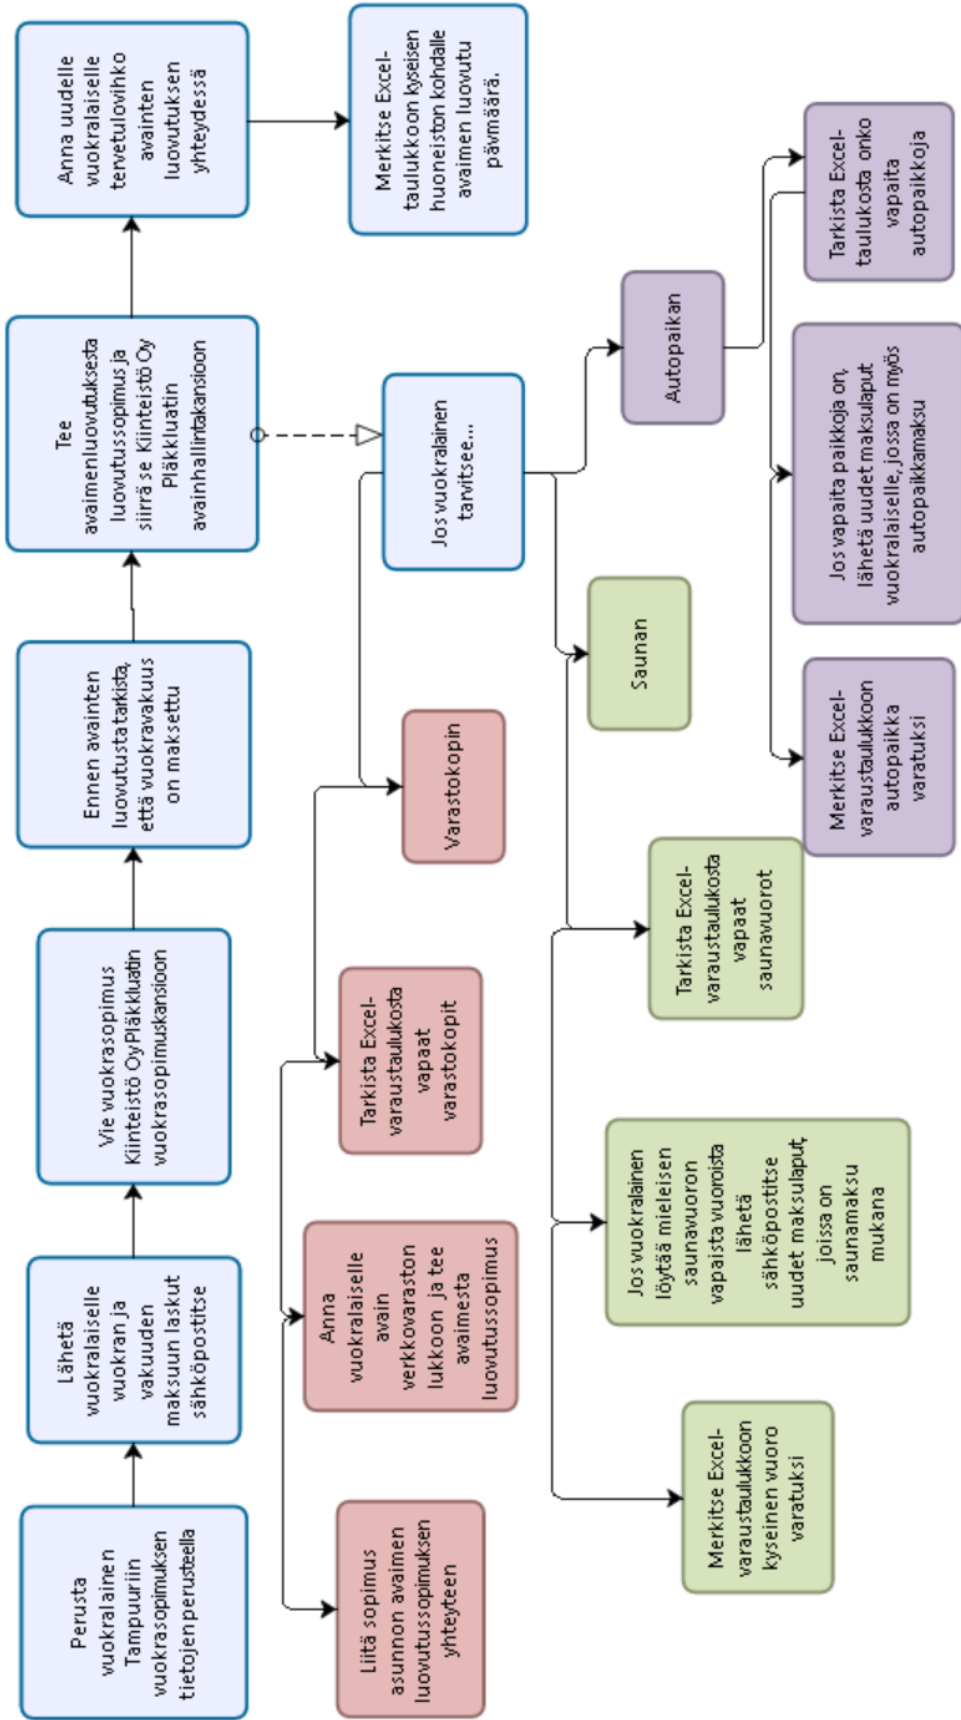 Perusta
vuokralainen
Tampuuriin
vuokrasopimuksen
tietojen perusteella
Lähetä
vuokralaiselle
vuokran ja
vakuuden
maksuun laskut
sähköpostitse
Vie vuokrasopimus
Kiinteistö Oy Pläkkluatin
vuokrasopimuskansioon
Ennen avainten
luovutusta tarkista,
että vuokravakuus
on maksettu
Tee
avaimenluovutuksesta
luovutussopimus ja
siirrä se Kiinteistö Oy
Pläkkluatin
avainhallintakansioon
Anna uudelle
vuokralaiselle
tervetulovihko
avainten
luovutuksen
yhteydessä
Merkitse Excel-
taulukkoon kyseisen
huoneiston kohdalle
avaimen luovutu
pävmäärä.
Jos vuokralainen
tarvitsee...
Varastokopin
Tarkista Excel-
varaustaulukosta
vapaat
varastokopit
Anna
vuokralaiselle
avain
verkkovaraston
lukkoon ja tee
avaimesta
luovutussopimus
Liitä sopimus
asunnon avaimen
luovutussopimuksen
yhteyteen
Saunan
Tarkista Excel-
varaustaulukosta
vapaat
saunavuorot
Jos vuokralainen
löytää mieleisen
saunavuoron
vapaista vuoroista
lähetä
sähköpostitse
uudet maksulaput,
joissa on
saunamaksu
mukana
Merkitse Excel-
varaustaulukkoon
kyseinen vuoro
varatuksi
Autopaikan
Tarkista Excel-
taulukosta onko
vapaita
autopaikkoja
Jos vapaita paikkoja on,
lähetä uudet maksulaput
vuokralaiselle, jossa on myös
autopaikkamaksu
Merkitse Excel-
varaustaulukkoon
autopaikka
varatuksi